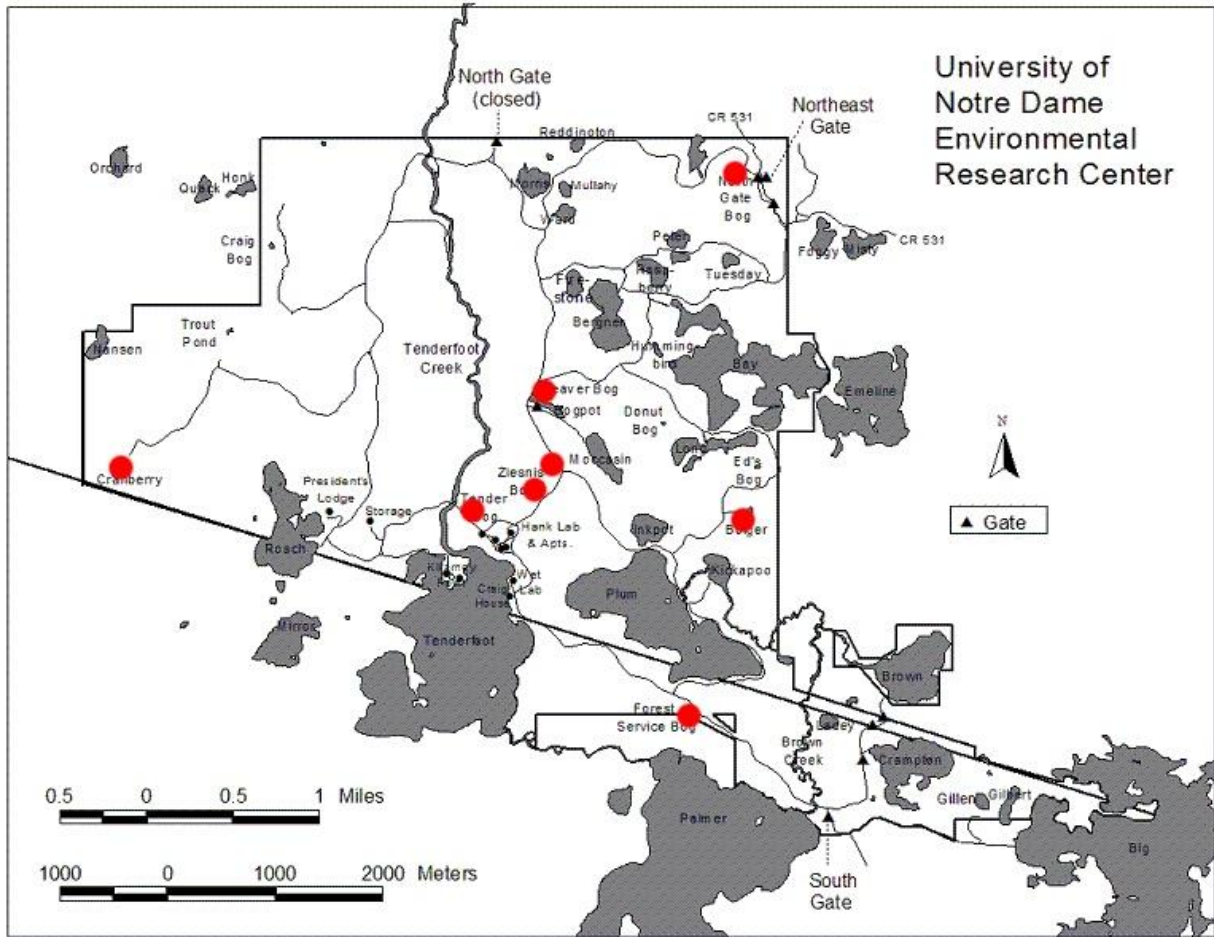 University of
Notre Dame
Environmental
Research Center
North Gate
(closed)
Northeast
Gate
CR 531
Reddington
Orchard
Quack
Honk
Morris
Mullahy
Ward
North
Gate
Bog
Craig
Bog
Peter
CR 531
Foggy
Misty
Tuesday
Rasp-
berry
Fire-
stone
Bergner
Trout
Pond
Nansen
Tenderfoot
Creek
Humming-
bird
Bay
Emeline
Beaver Bog
Bogpot
Donut
Bog
N
Moccasin
Long
Ed's
Bog
Cranberry
President's
Lodge
Ziesnis
Storage
Tender
Bog
Gate
Hank Lab
& Apts.
Inkpot
Bolger
Rosch
Wet
Lab
Kickapoo
Craig
House
Plum
Mirror
Tenderfoot
Brown
Forest
Service Bog
Brown
Creek
Crampton
0.5 0 0.5 1 Miles
Gillen
Gilbert
Palmer
Big
1000 0 1000 2000 Meters
South
Gate